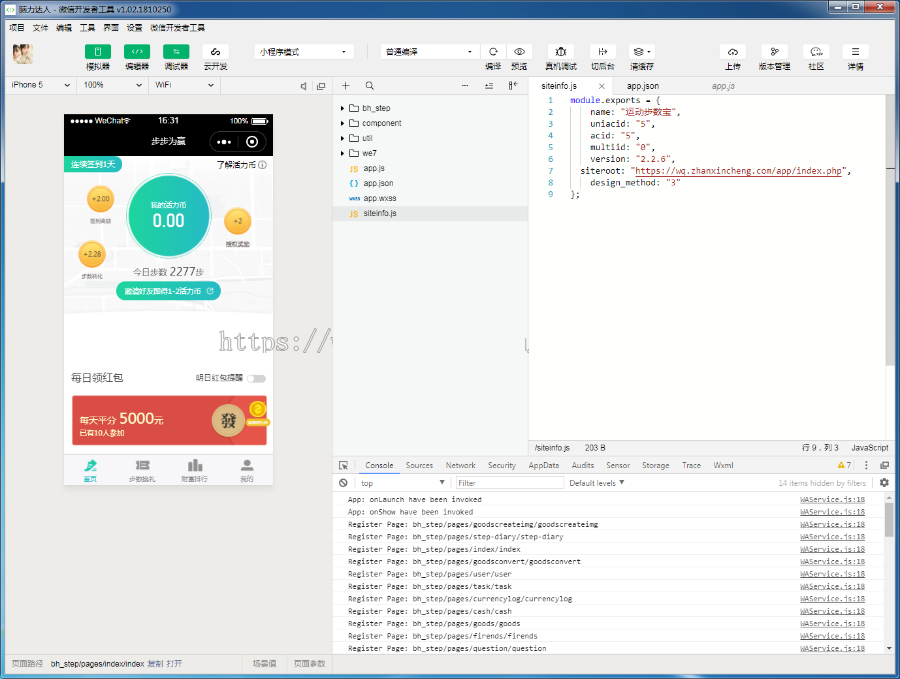 脑力达人 - 微信开发者工具 v1.02.1810250
项目 文件 编辑 工具 界面 设置 微信开发者工具
模拟器 编辑器 调试器 云开发
小程序模式
普通编译
编译 预览 真机调试 切后台 清缓存
上传 版本管理 社区 详情
iPhone 5 100% WiFi
WeChat 16:31 100%
步步为赢
连续签到1天
了解活力币
+2.00
签到奖励
我的活力币
0.00
+2
授权奖励
+2.28
步数转化
今日步数 2277步
邀请好友即得1-2活力币
https://
每日领红包
明日红包提醒
每天平分 5000元
已有10人参加
發
首页 步数换礼 财富排行 我的
bh_step
component
util
we7
app.js
app.json
app.wxss
siteinfo.js
siteinfo.js app.json app.js
1 module.exports = {
2 name: "运动步数宝",
3 uniacid: "5",
4 acid: "5",
5 multiid: "0",
6 version: "2.2.6",
7 siteroot: "https://wq.zhanxincheng.com/app/index.php",
8 design_method: "3"
9 };
/siteinfo.js 203 B 行 9，列 3 JavaScript
Console Sources Network Security AppData Audits Sensor Storage Trace Wxml 7
top Filter Default levels 14 items hidden by filters
App: onLaunch have been invoked WAService.js:18
App: onShow have been invoked WAService.js:18
Register Page: bh_step/pages/goodscreateimg/goodscreateimg WAService.js:18
Register Page: bh_step/pages/step-diary/step-diary WAService.js:18
Register Page: bh_step/pages/index/index WAService.js:18
Register Page: bh_step/pages/goodsconvert/goodsconvert WAService.js:18
Register Page: bh_step/pages/user/user WAService.js:18
Register Page: bh_step/pages/task/task WAService.js:18
Register Page: bh_step/pages/currencylog/currencylog WAService.js:18
Register Page: bh_step/pages/cash/cash WAService.js:18
Register Page: bh_step/pages/goods/goods WAService.js:18
Register Page: bh_step/pages/firends/firends WAService.js:18
Register Page: bh_step/pages/question/question WAService.js:18
页面路径 bh_step/pages/index/index 复制 打开 场景值 页面参数